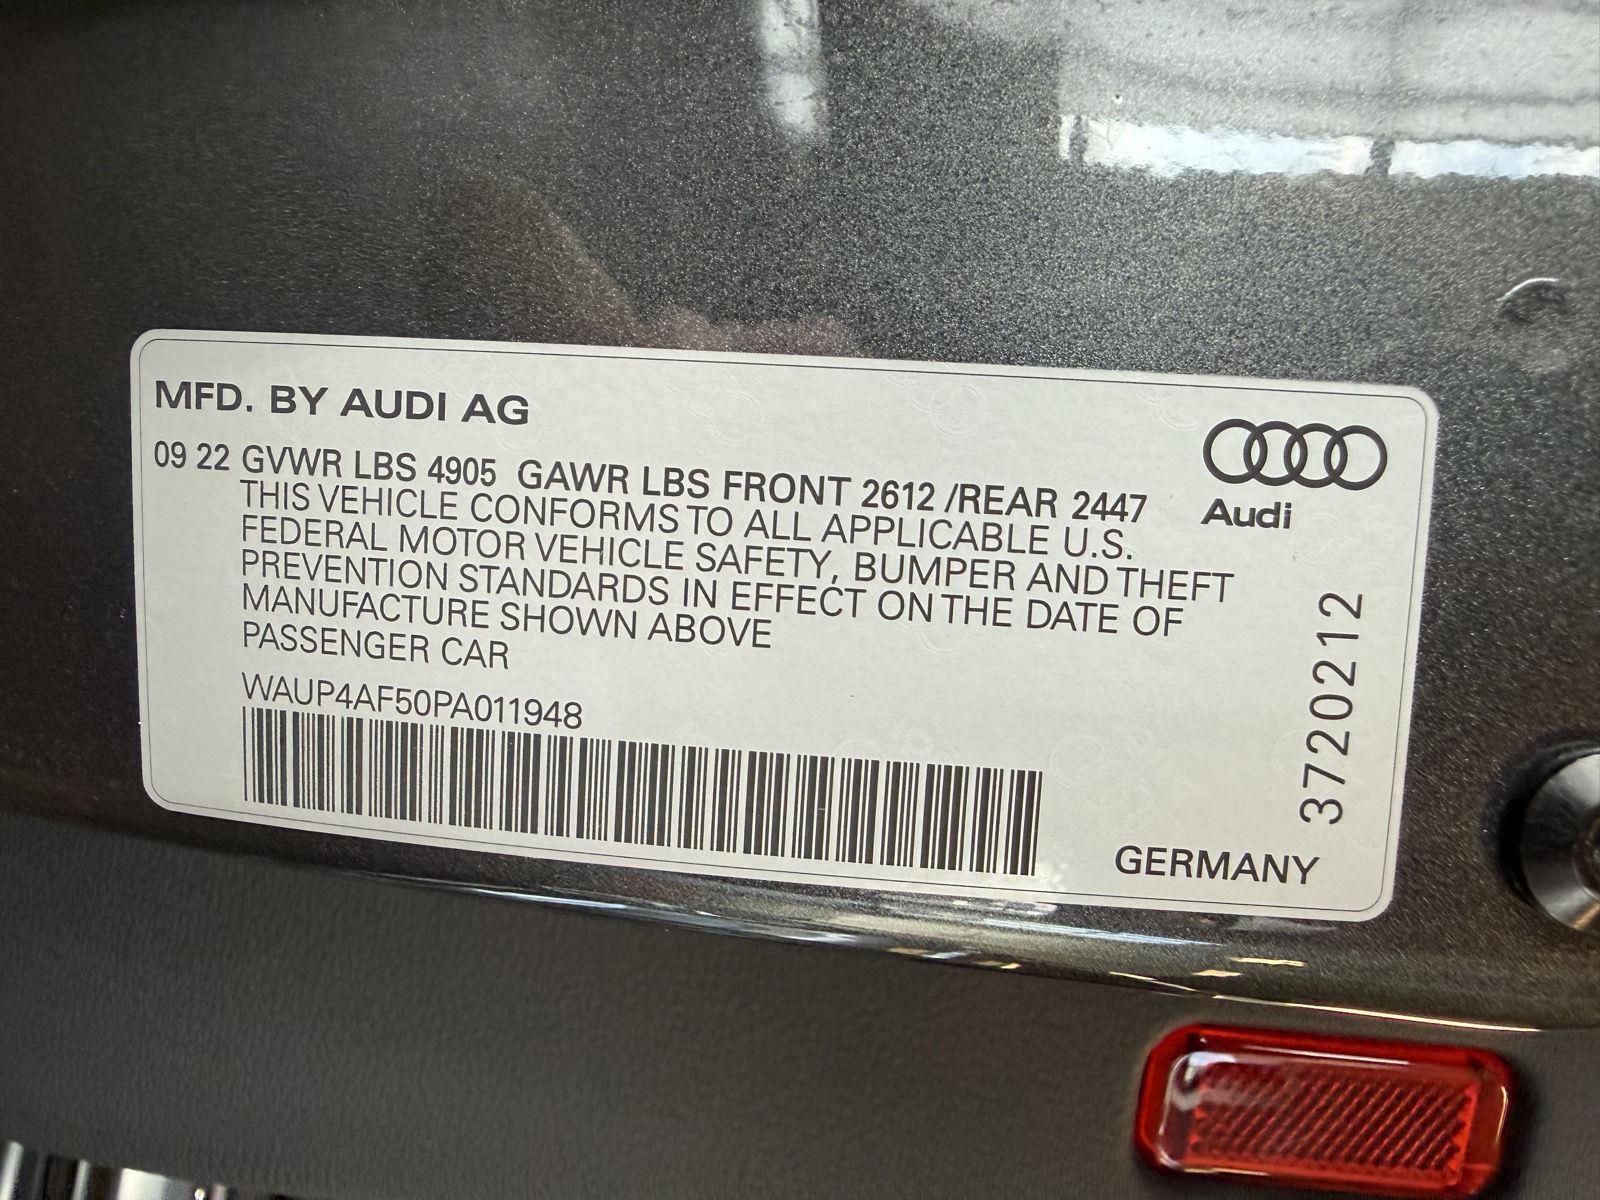 MFD. BY AUDI AG
09 22 GVWR LBS 4905 GAWR LBS FRONT 2612 /REAR 2447
THIS VEHICLE CONFORMS TO ALL APPLICABLE U.S.
FEDERAL MOTOR VEHICLE SAFETY, BUMPER AND THEFT
PREVENTION STANDARDS IN EFFECT ON THE DATE OF
MANUFACTURE SHOWN ABOVE
PASSENGER CAR
WAUP4AF50PA011948
Audi
3720212
GERMANY